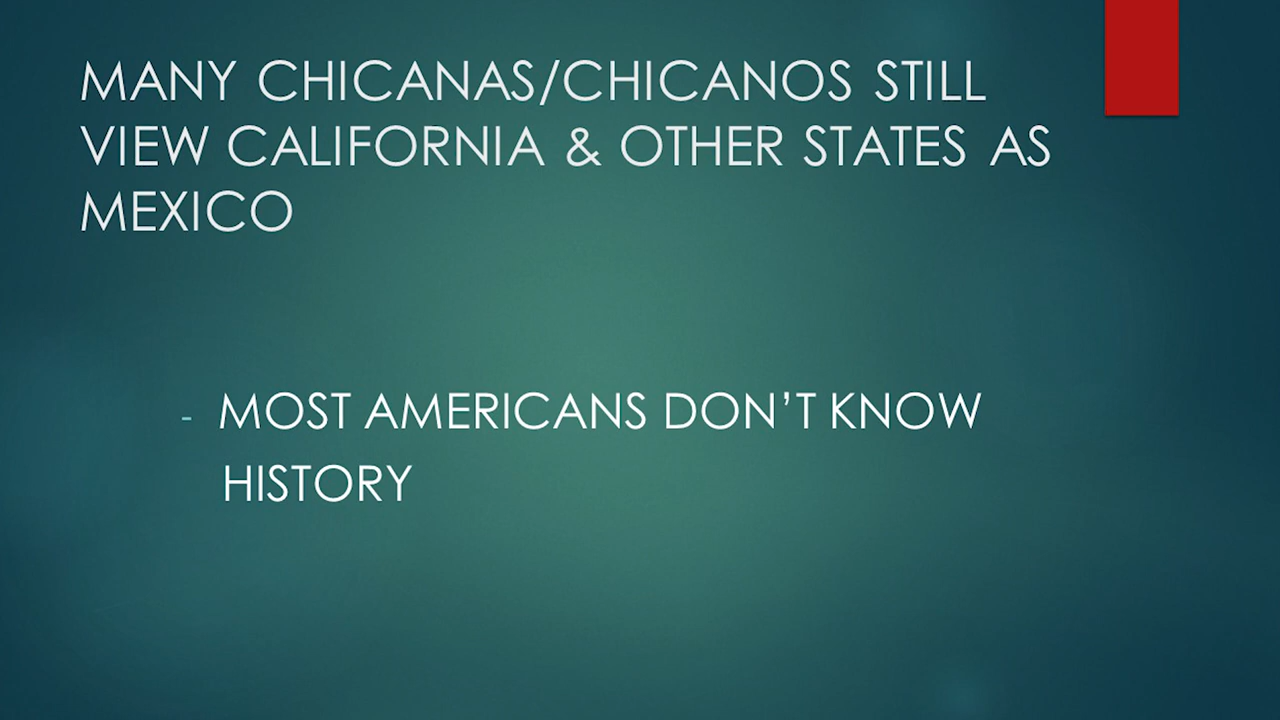 MANY CHICANAS/CHICANOS STILL
VIEW CALIFORNIA & OTHER STATES AS
MEXICO
- MOST AMERICANS DON’T KNOW
HISTORY